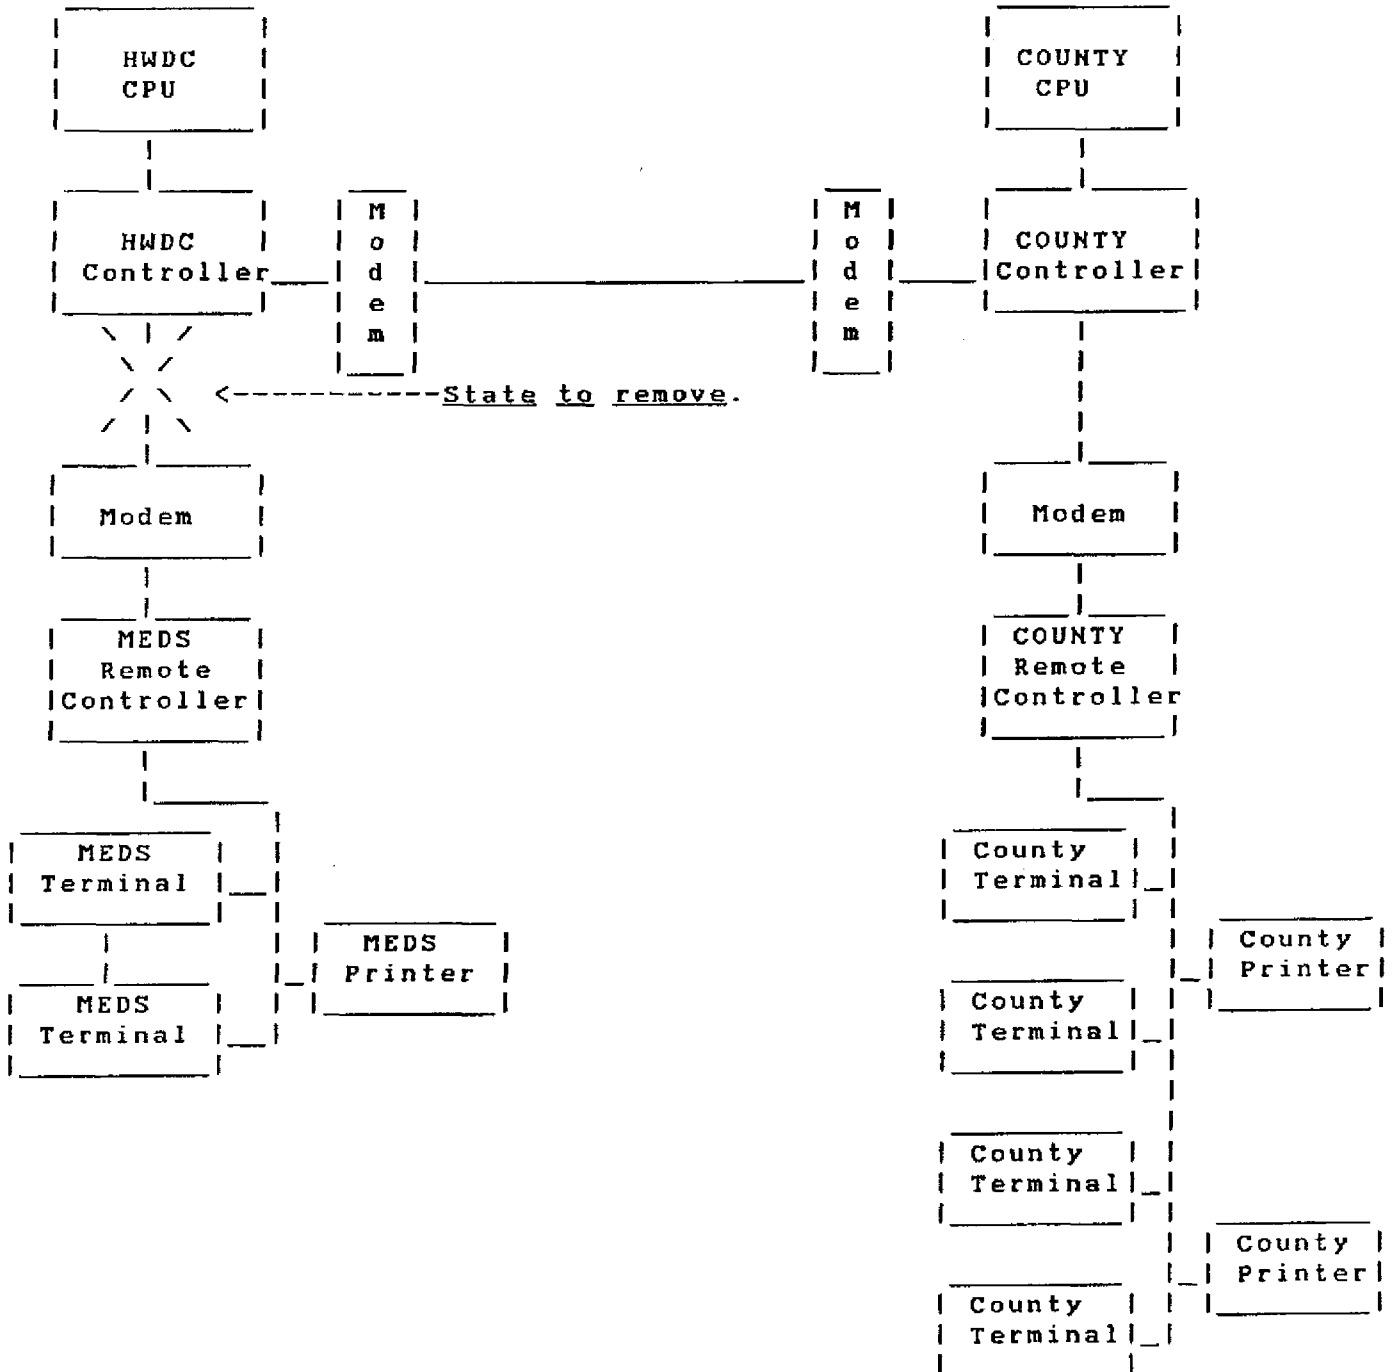 HWDC
CPU
COUNTY
CPU
HWDC
Controller
M
o
d
e
m
M
o
d
e
m
COUNTY
Controller
<-----------State to remove.
Modem
Modem
MEDS
Remote
Controller
COUNTY
Remote
Controller
MEDS
Terminal
County
Terminal
MEDS
Printer
County
Printer
MEDS
Terminal
County
Terminal
County
Terminal
County
Printer
County
Terminal